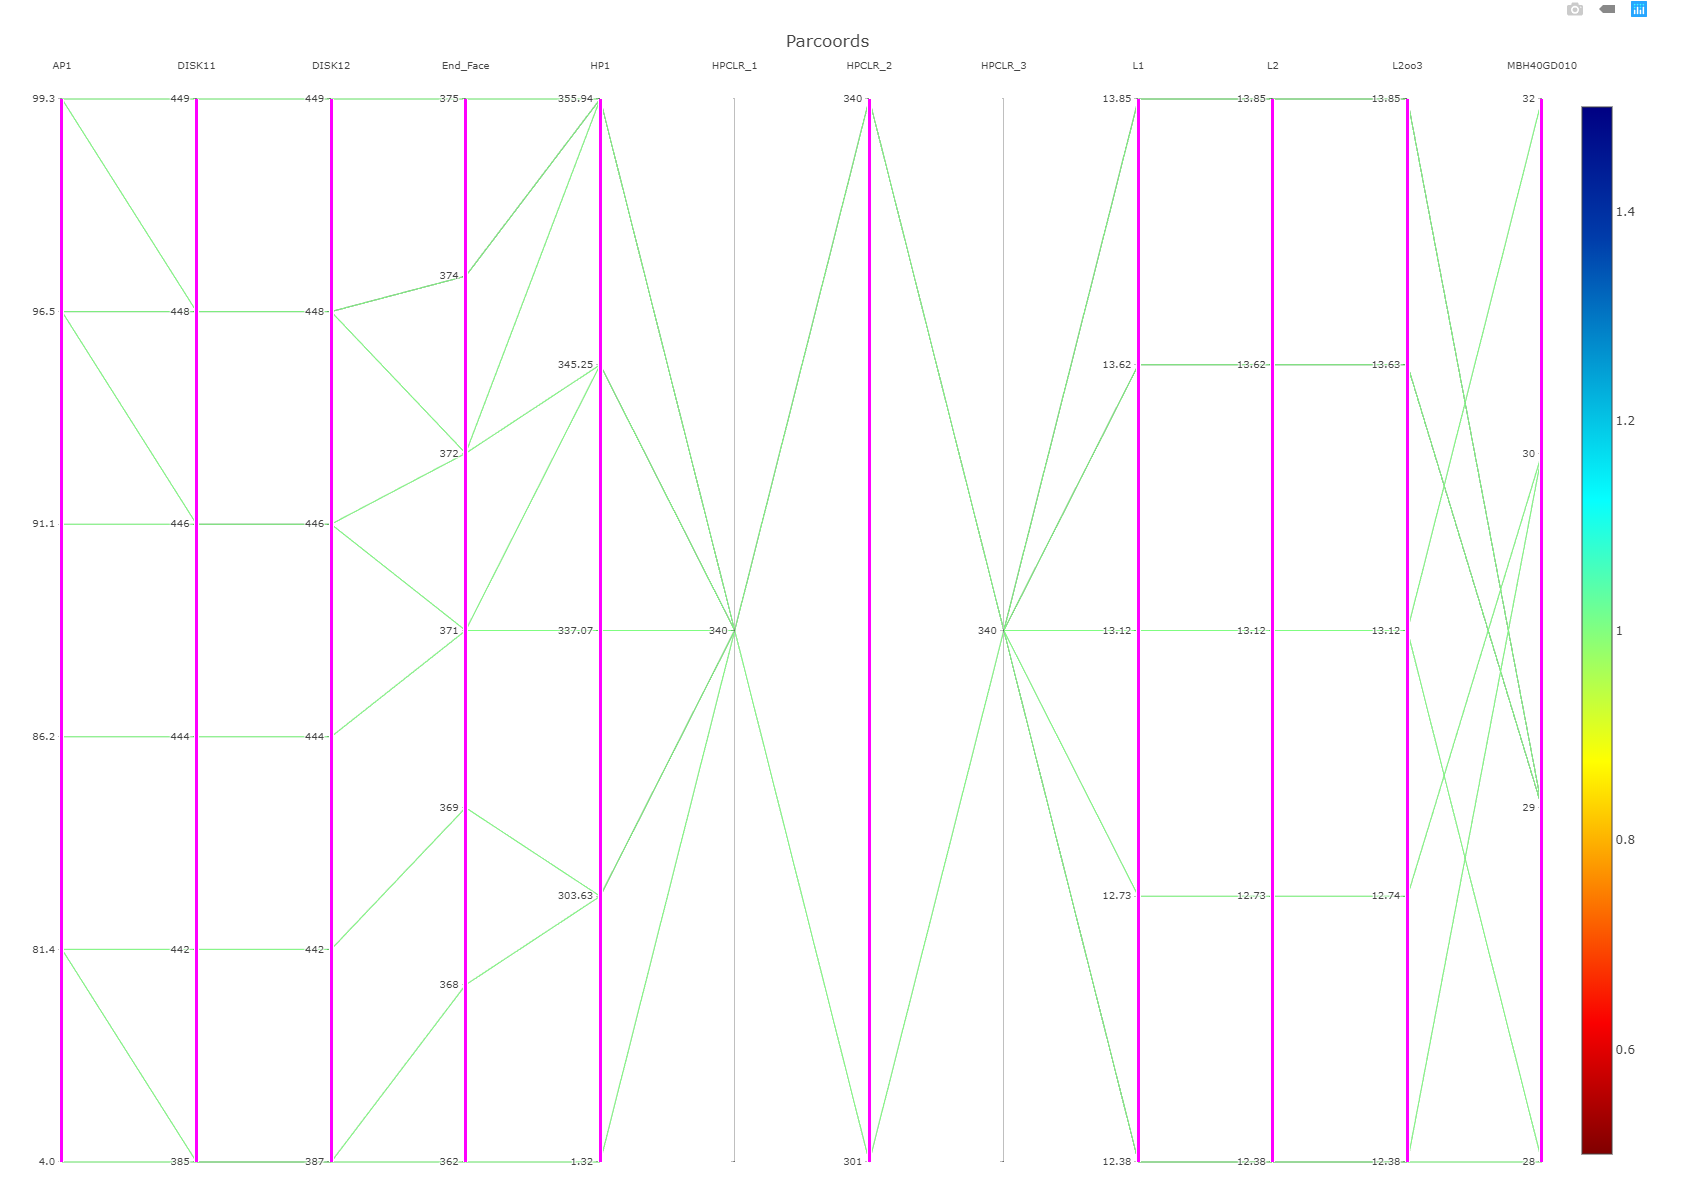 Parcoords
AP1 DISK11 DISK12 End_Face HP1 HPCLR_1 HPCLR_2 HPCLR_3 L1 L2 L2oo3 MBH40GD010
99.3 449 449 375 355.94 340 13.85 13.85 13.85 32
1.4
374
96.5 448 448
345.25 13.62 13.62 13.63
1.2
372 30
91.1 446 446
371 337.07 340 340 13.12 13.12 13.12 1
86.2 444 444
369 29
0.8
303.63 12.73 12.73 12.74
81.4 442 442
368
0.6
4.0 385 387 362 1.32 301 12.38 12.38 12.38 28